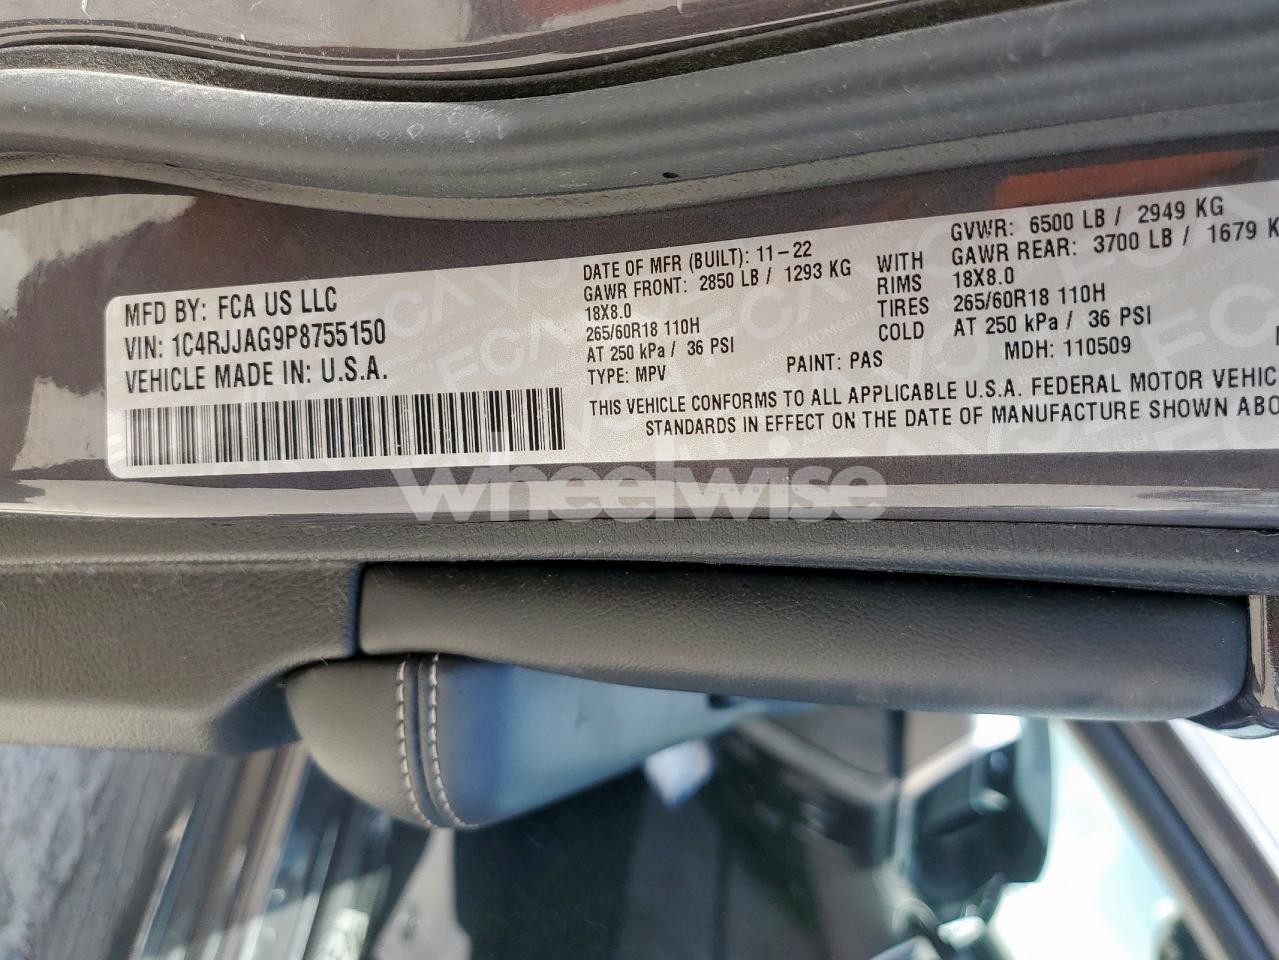 MFD BY: FCA US LLC
VIN: 1C4RJJAG9P8755150
VEHICLE MADE IN: U.S.A.
DATE OF MFR (BUILT): 11-22
GAWR FRONT: 2850 LB / 1293 KG
18X8.0
265/60R18 110H
AT 250 kPa / 36 PSI
TYPE: MPV
WITH
RIMS
TIRES
COLD
GVWR: 6500 LB / 2949 KG
GAWR REAR: 3700 LB / 1679 K
18X8.0
265/60R18 110H
AT 250 kPa / 36 PSI
PAINT: PAS
MDH: 110509
THIS VEHICLE CONFORMS TO ALL APPLICABLE U.S.A. FEDERAL MOTOR VEHIC
STANDARDS IN EFFECT ON THE DATE OF MANUFACTURE SHOWN ABO
wheelwise